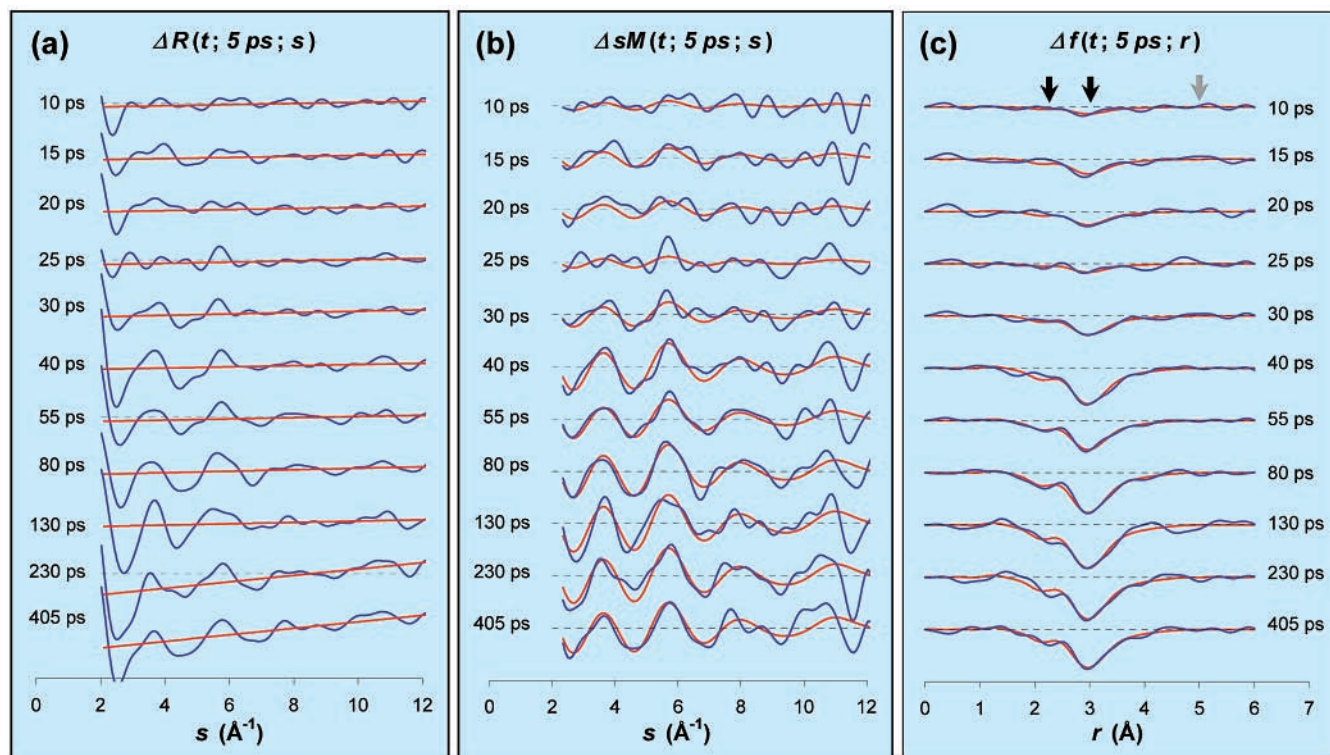 (a) ΔR(t; 5 ps; s)
10 ps
15 ps
20 ps
25 ps
30 ps
40 ps
55 ps
80 ps
130 ps
230 ps
405 ps
0 2 4 6 8 10 12
s (Å⁻¹)
(b) ΔsM(t; 5 ps; s)
10 ps
15 ps
20 ps
25 ps
30 ps
40 ps
55 ps
80 ps
130 ps
230 ps
405 ps
0 2 4 6 8 10 12
s (Å⁻¹)
(c) Δf(t; 5 ps; r)
10 ps
15 ps
20 ps
25 ps
30 ps
40 ps
55 ps
80 ps
130 ps
230 ps
405 ps
0 1 2 3 4 5 6 7
r (Å)